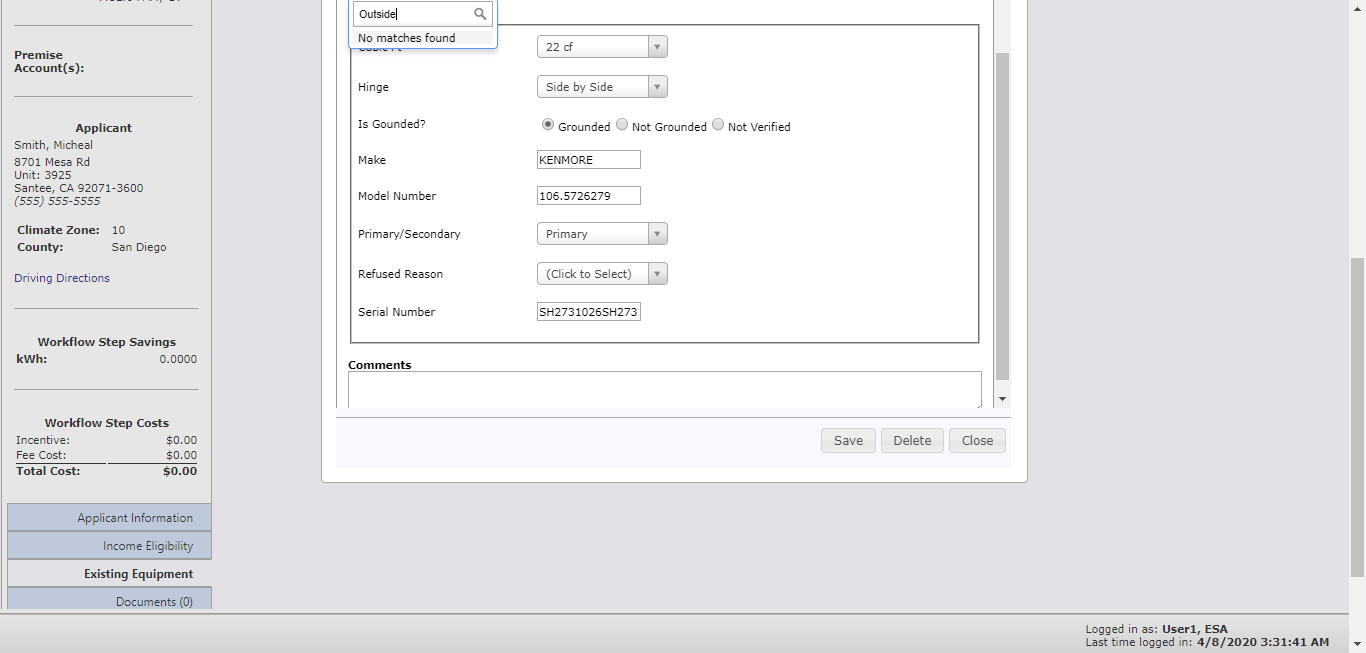 Premise
Account(s):
Applicant
Smith, Micheal
8701 Mesa Rd
Unit: 3925
Santee, CA 92071-3600
(555) 555-5555
Climate Zone: 10
County: San Diego
Driving Directions
Workflow Step Savings
kWh: 0.0000
Workflow Step Costs
Incentive: $0.00
Fee Cost: $0.00
Total Cost: $0.00
Applicant Information
Income Eligibility
Existing Equipment
Documents (0)
Outside
No matches found
22 cf
Hinge Side by Side
Is Gounded? Grounded Not Grounded Not Verified
Make KENMORE
Model Number 106.5726279
Primary/Secondary Primary
Refused Reason (Click to Select)
Serial Number SH2731026SH273
Comments
Save Delete Close
Logged in as: User1, ESA
Last time logged in: 4/8/2020 3:31:41 AM